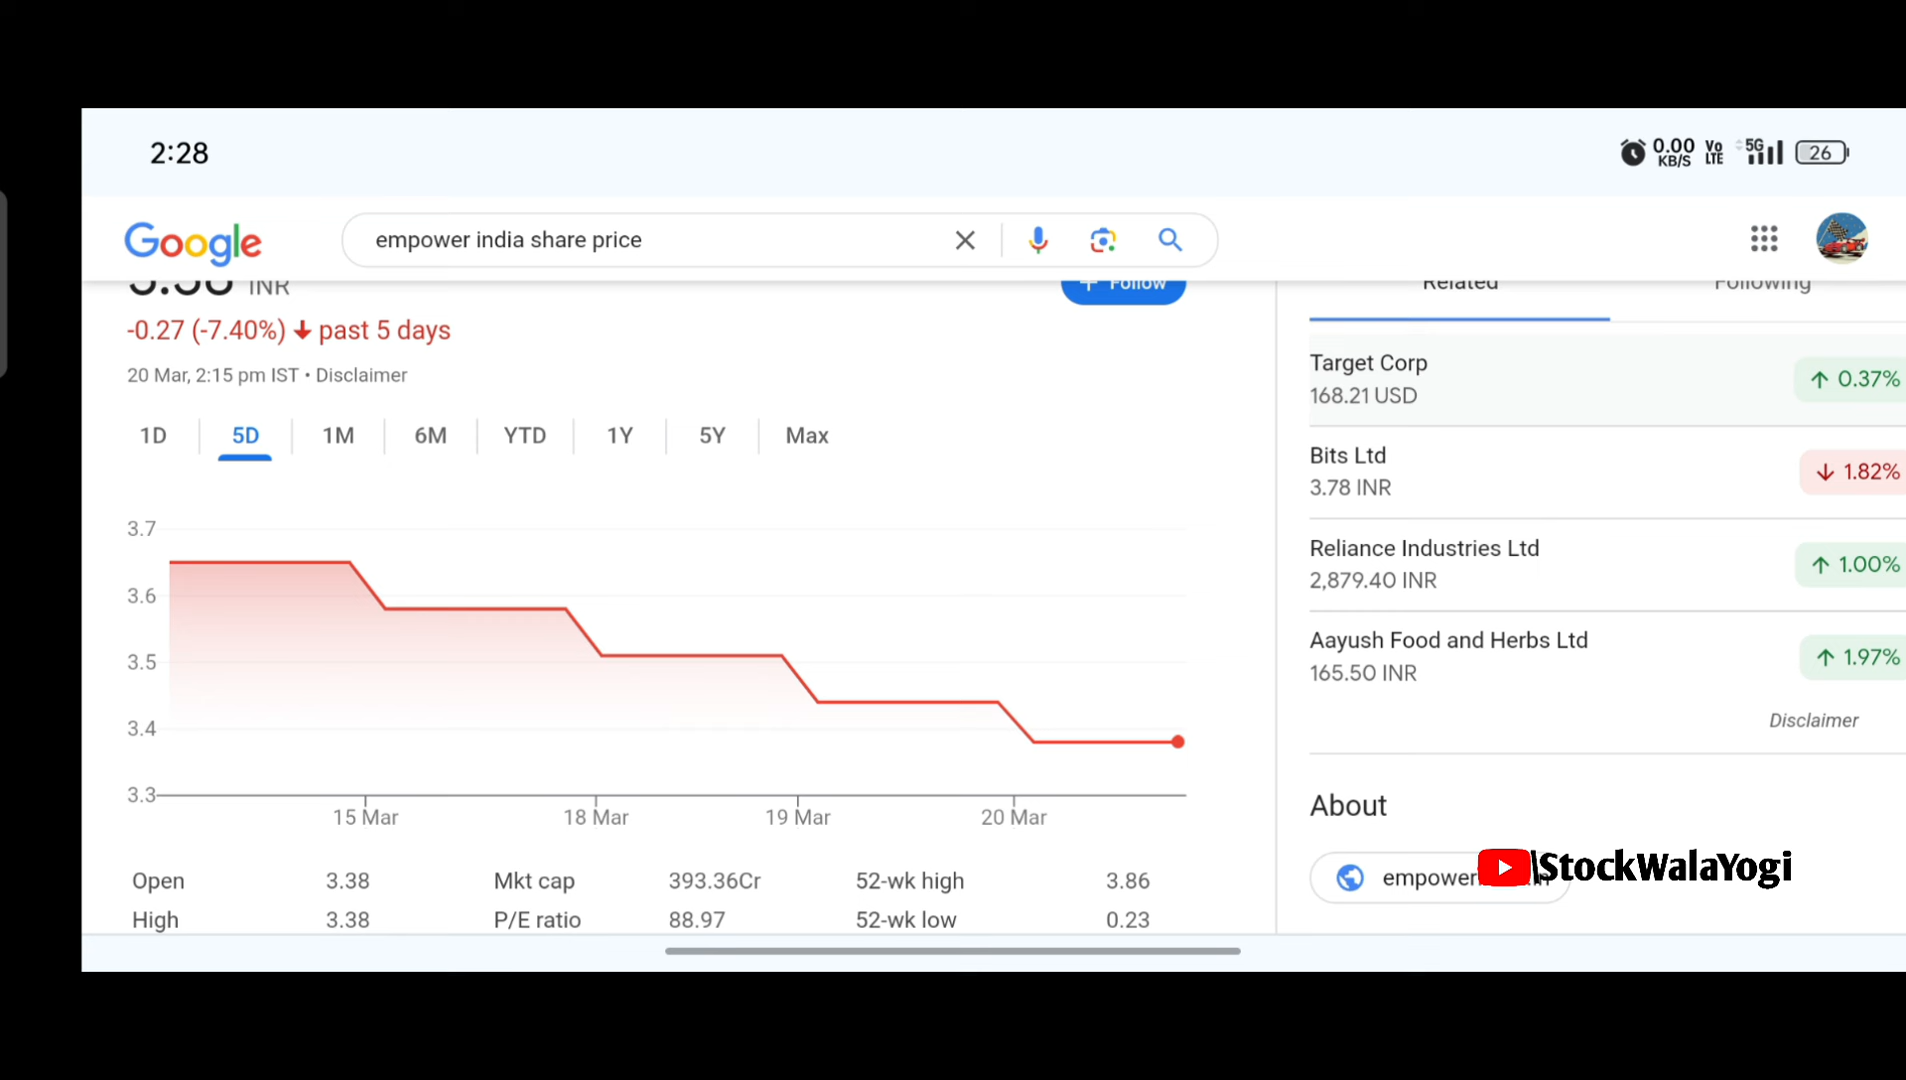 2:28
0.00
KB/S
Vo
LTE
5G
26
Google
empower india share price
3.38 INR
Follow
-0.27 (-7.40%) past 5 days
20 Mar, 2:15 pm IST • Disclaimer
1D
5D
1M
6M
YTD
1Y
5Y
Max
3.7
3.6
3.5
3.4
3.3
15 Mar
18 Mar
19 Mar
20 Mar
Open 3.38
Mkt cap 393.36Cr
52-wk high 3.86
High 3.38
P/E ratio 88.97
52-wk low 0.23
Related
Following
Target Corp
168.21 USD
0.37%
Bits Ltd
3.78 INR
1.82%
Reliance Industries Ltd
2,879.40 INR
1.00%
Aayush Food and Herbs Ltd
165.50 INR
1.97%
Disclaimer
About
empower
\StockWalaYogi